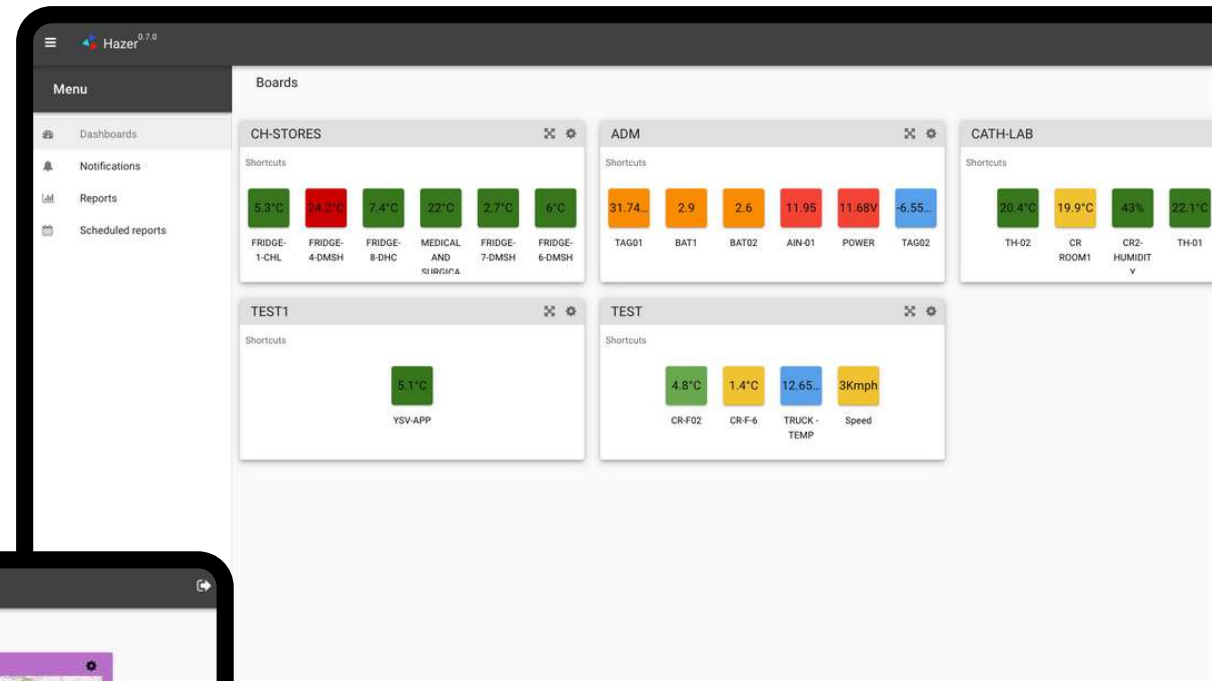 Hazer 0.7.0
Menu
Dashboards
Notifications
Reports
Scheduled reports
Boards
CH-STORES
Shortcuts
5.3°C 24.2°C 7.4°C 22°C 2.7°C 6°C
FRIDGE- FRIDGE- FRIDGE- MEDICAL FRIDGE- FRIDGE-
1-CHL 4-DMSH 8-DHC AND 7-DMSH 6-DMSH
SURGICA
ADM
Shortcuts
31.74... 2.9 2.6 11.95 11.68V -6.55...
TAG01 BAT1 BAT02 AIN-01 POWER TAG02
CATH-LAB
Shortcuts
20.4°C 19.9°C 43% 22.1°C
TH-02 CR CR2- TH-01
ROOM1 HUMIDIT
Y
TEST1
Shortcuts
5.1°C
YSV-APP
TEST
Shortcuts
4.8°C 1.4°C 12.65... 3Kmph
CR-F02 CR-F-6 TRUCK - Speed
TEMP